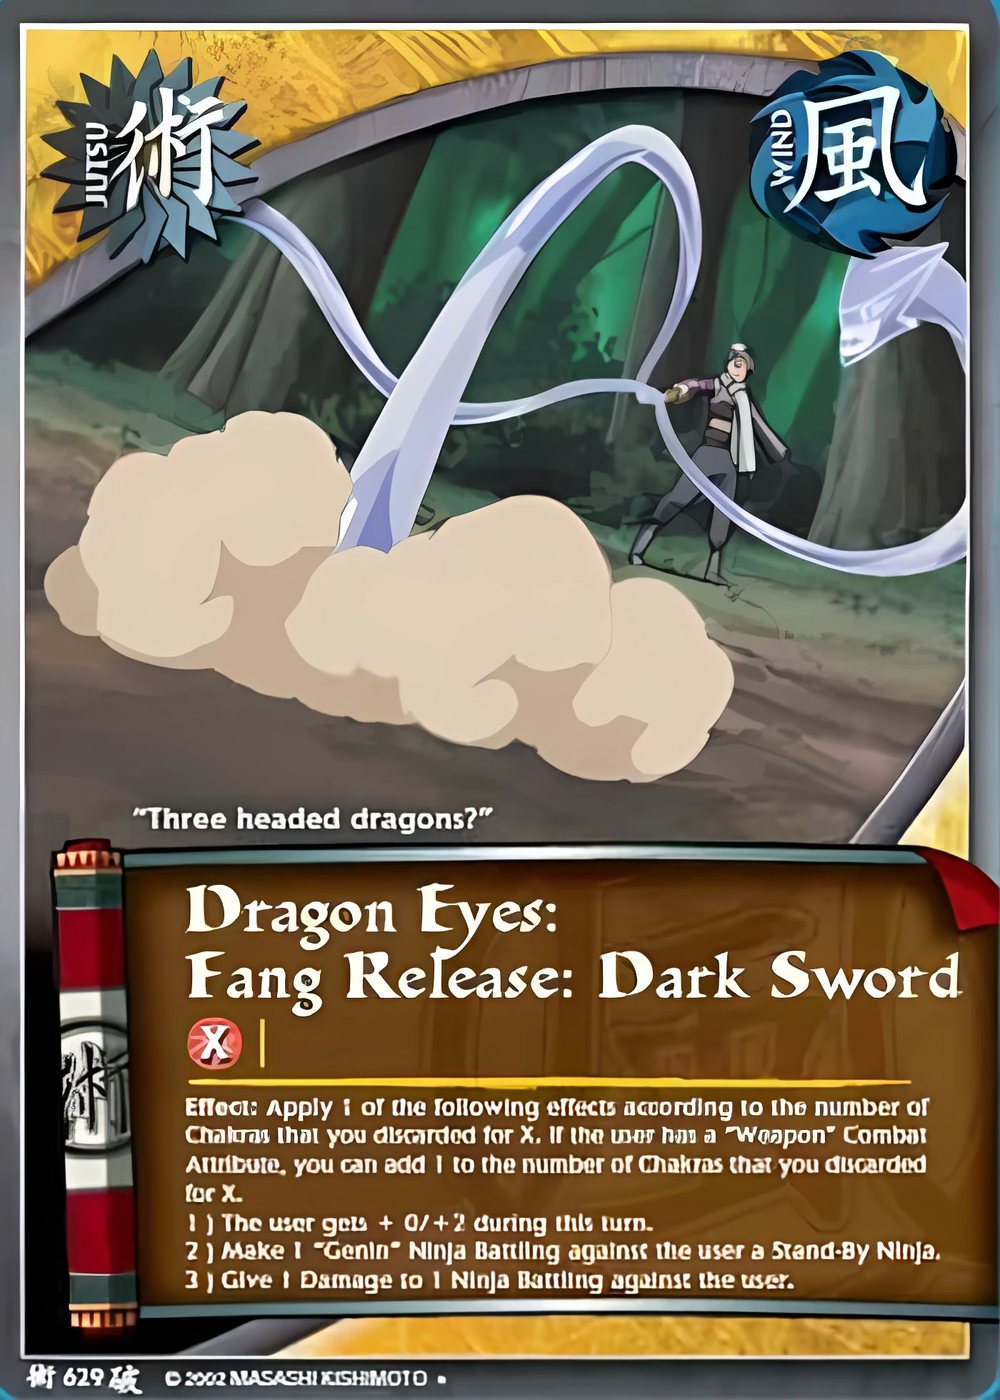 JUTSU
術
WIND
風
"Three headed dragons?"
Dragon Eyes:
Fang Release: Dark Sword
X
Effect: Apply 1 of the following effects according to the number of
Chakras that you discarded for X. If the user has a "Weapon" Combat
Attribute, you can add 1 to the number of Chakras that you discarded
for X.
1 ) The user gets + 0/+2 during this turn.
2 ) Make 1 "Genin" Ninja Battling against the user a Stand-By Ninja.
3 ) Give 1 Damage to 1 Ninja Battling against the user.
術 629 破 © 2002 MASASHI KISHIMOTO